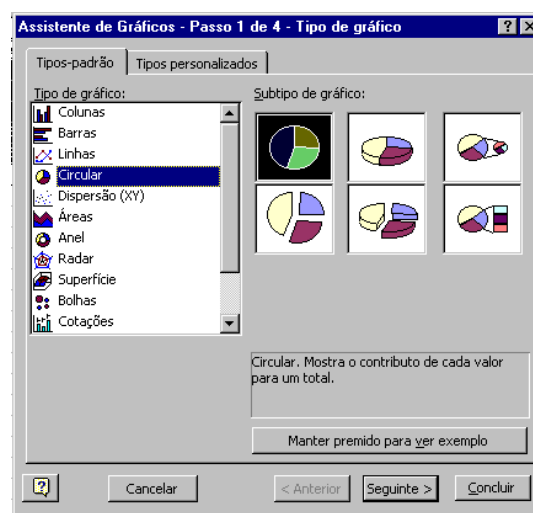 Assistente de Gráficos - Passo 1 de 4 - Tipo de gráfico
Tipos-padrão
Tipos personalizados
Tipo de gráfico:
Colunas
Barras
Linhas
Circular
Dispersão (XY)
Áreas
Anel
Radar
Superfície
Bolhas
Cotações
Subtipo de gráfico:
Circular. Mostra o contributo de cada valor
para um total.
Manter premido para ver exemplo
Cancelar
< Anterior
Seguinte >
Concluir